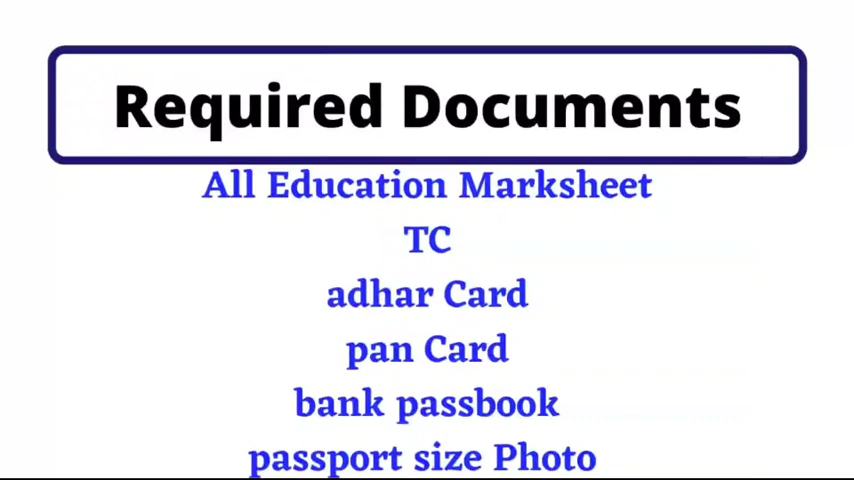 Required Documents
All Education Marksheet
TC
adhar Card
pan Card
bank passbook
passport size Photo